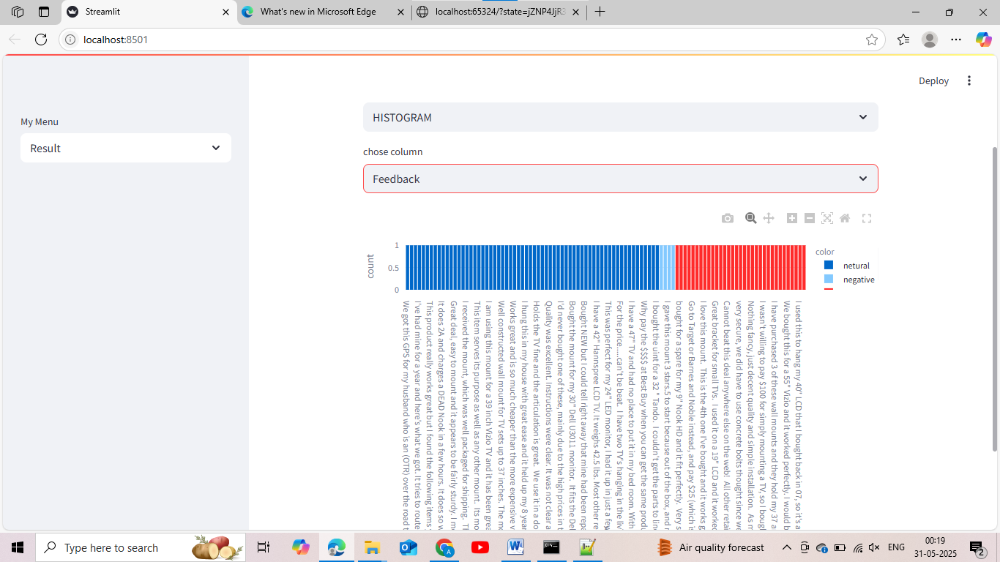 Streamlit
What's new in Microsoft Edge
localhost:65324/?state=jZNP4JjR3
localhost:8501
Deploy
My Menu
Result
HISTOGRAM
chose column
Feedback
count
1
0.5
0
color
netural
negative
We got this GPS for my husband who is an (OTR) over the road t
I've had mine for a year and here's what we got. It tries to route
This product really works great but I found the following items
It does 2A and charges a DEAD Nook in a few hours. It does so w
Great deal, easy to mount and it appears to be fairly sturdy. I m
I received the mount, which was well packaged for shipping. T
This item serves its purpose as well as any other mount. Its mo
I am using this mount for a 39 inch Vizio TV and it has been grea
Well constructed wall mount for TV sets up to 37 inches. The m
Works great and is so much cheaper than the more expensive v
I hung this in my house with great ease and it held up my 8 year
Holds the TV fine and the articulation is great. We use it in a do
Quality was excellent. Instructions were clear. It was not clear a
I'd never bought one of these, mainly due to the high prices in t
Bought the mount for my 30" Dell U3011 monitor. It fits the Del
Bought NEW but I could tell right away that mine had been repa
I have a 42" Hannspree LCD TV. It weighs 42.5 lbs. Most other re
This was perfect for my 24" LED monitor, I had it up in just a few
For the price.....can't be beat. I have two TV's hanging in the liv
I have a 47" TV and had no place to put it in my bed room. With
Why pay the $$$$ at Best Buy when you can get the same produ
I bought the uint for a 32 " Tando. I couldn't get the parts to line
I gave this mount 3 stars.5 to start because out of the box, and r
bought for a spare for my 9" Nook HD and it fit perfectly. Very s
Go to Target or Barnes and Noble instead, and pay $25 (which is
I love this mount. This is the 4th one I've bought and it works g
Great bracket for small TVs. I used it on a 19" LCD and it worked
Cannot beat this deal anywhere else on the web! All other retai
very secure, we did have to use concrete bolts thought since we
Nothing fancy, just decent quality and simple installation. As m
I wasn't willing to pay $100 for simply mounting a TV, so I bough
I have purchased 3 of these wall mounts and they hold my 37 a
We bought this for a 55" Vizio and it worked perfectly. I would b
I used this to hang my 40" LCD that I bought back in 07, so it's a
Type here to search
Air quality forecast
ENG
00:19
31-05-2025
2